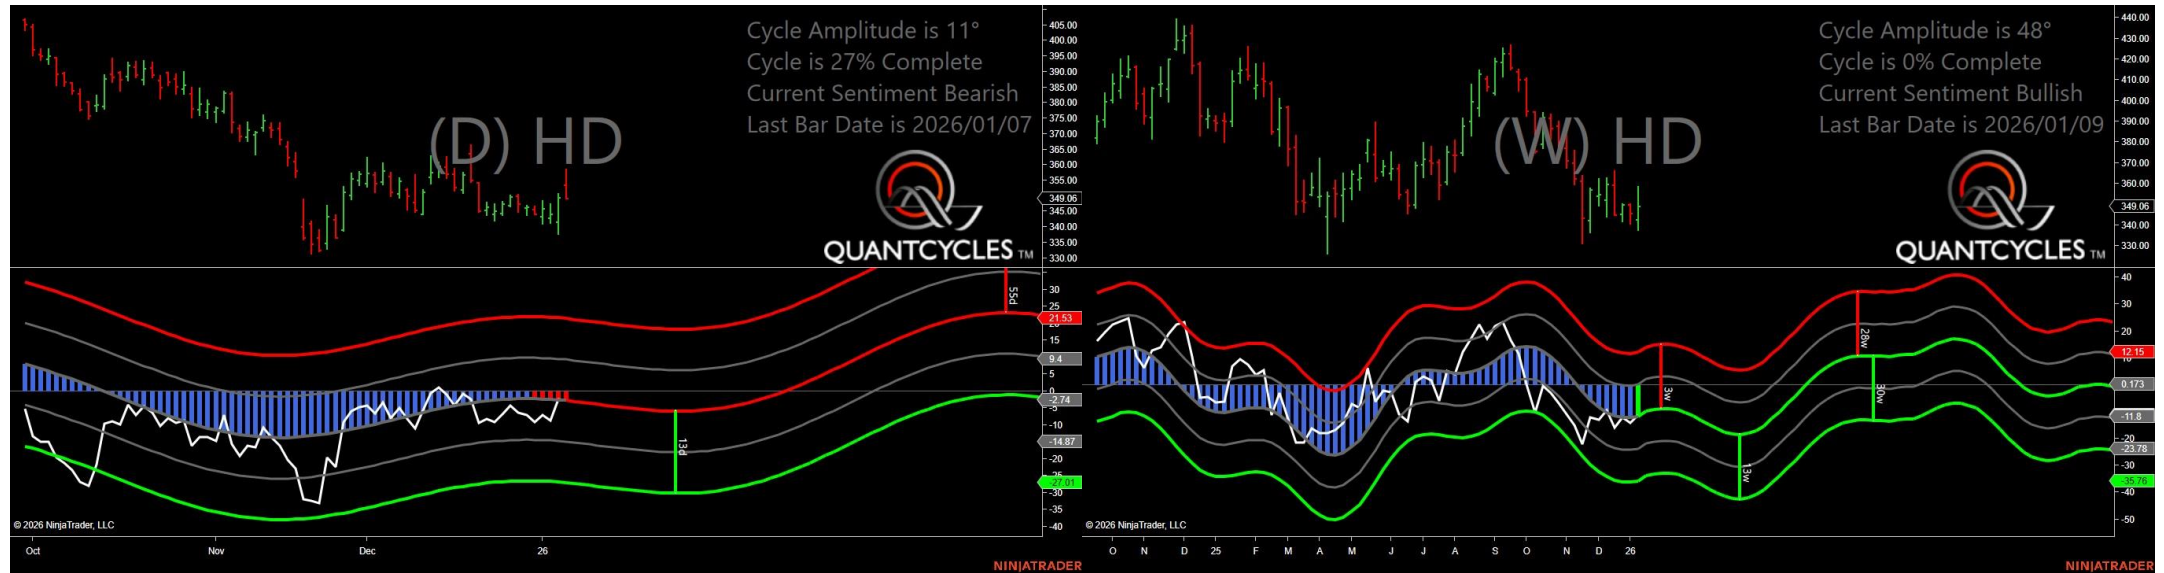 Cycle Amplitude is 11°
Cycle is 27% Complete
Current Sentiment Bearish
Last Bar Date is 2026/01/07
(D) HD
QUANTCYCLES TM
405.00
400.00
395.00
390.00
385.00
380.00
375.00
370.00
365.00
360.00
355.00
349.06
345.00
340.00
335.00
330.00
55d
13d
30
25
21.53
20
15
9.4
5
0
-2.74
-5
-10
-14.87
-20
-25
-27.01
-30
-35
-40
© 2026 NinjaTrader, LLC
Oct Nov Dec 26
NINJATRADER
Cycle Amplitude is 48°
Cycle is 0% Complete
Current Sentiment Bullish
Last Bar Date is 2026/01/09
(W) HD
QUANTCYCLES TM
440.00
430.00
420.00
410.00
400.00
390.00
380.00
370.00
360.00
349.06
340.00
330.00
3w
13w
28w
30w
40
30
20
12.15
10
0.173
-11.8
-20
-23.78
-30
-35.76
-40
-50
© 2026 NinjaTrader, LLC
O N D 25 F M A M J J A S O N D 26
NINJATRADER